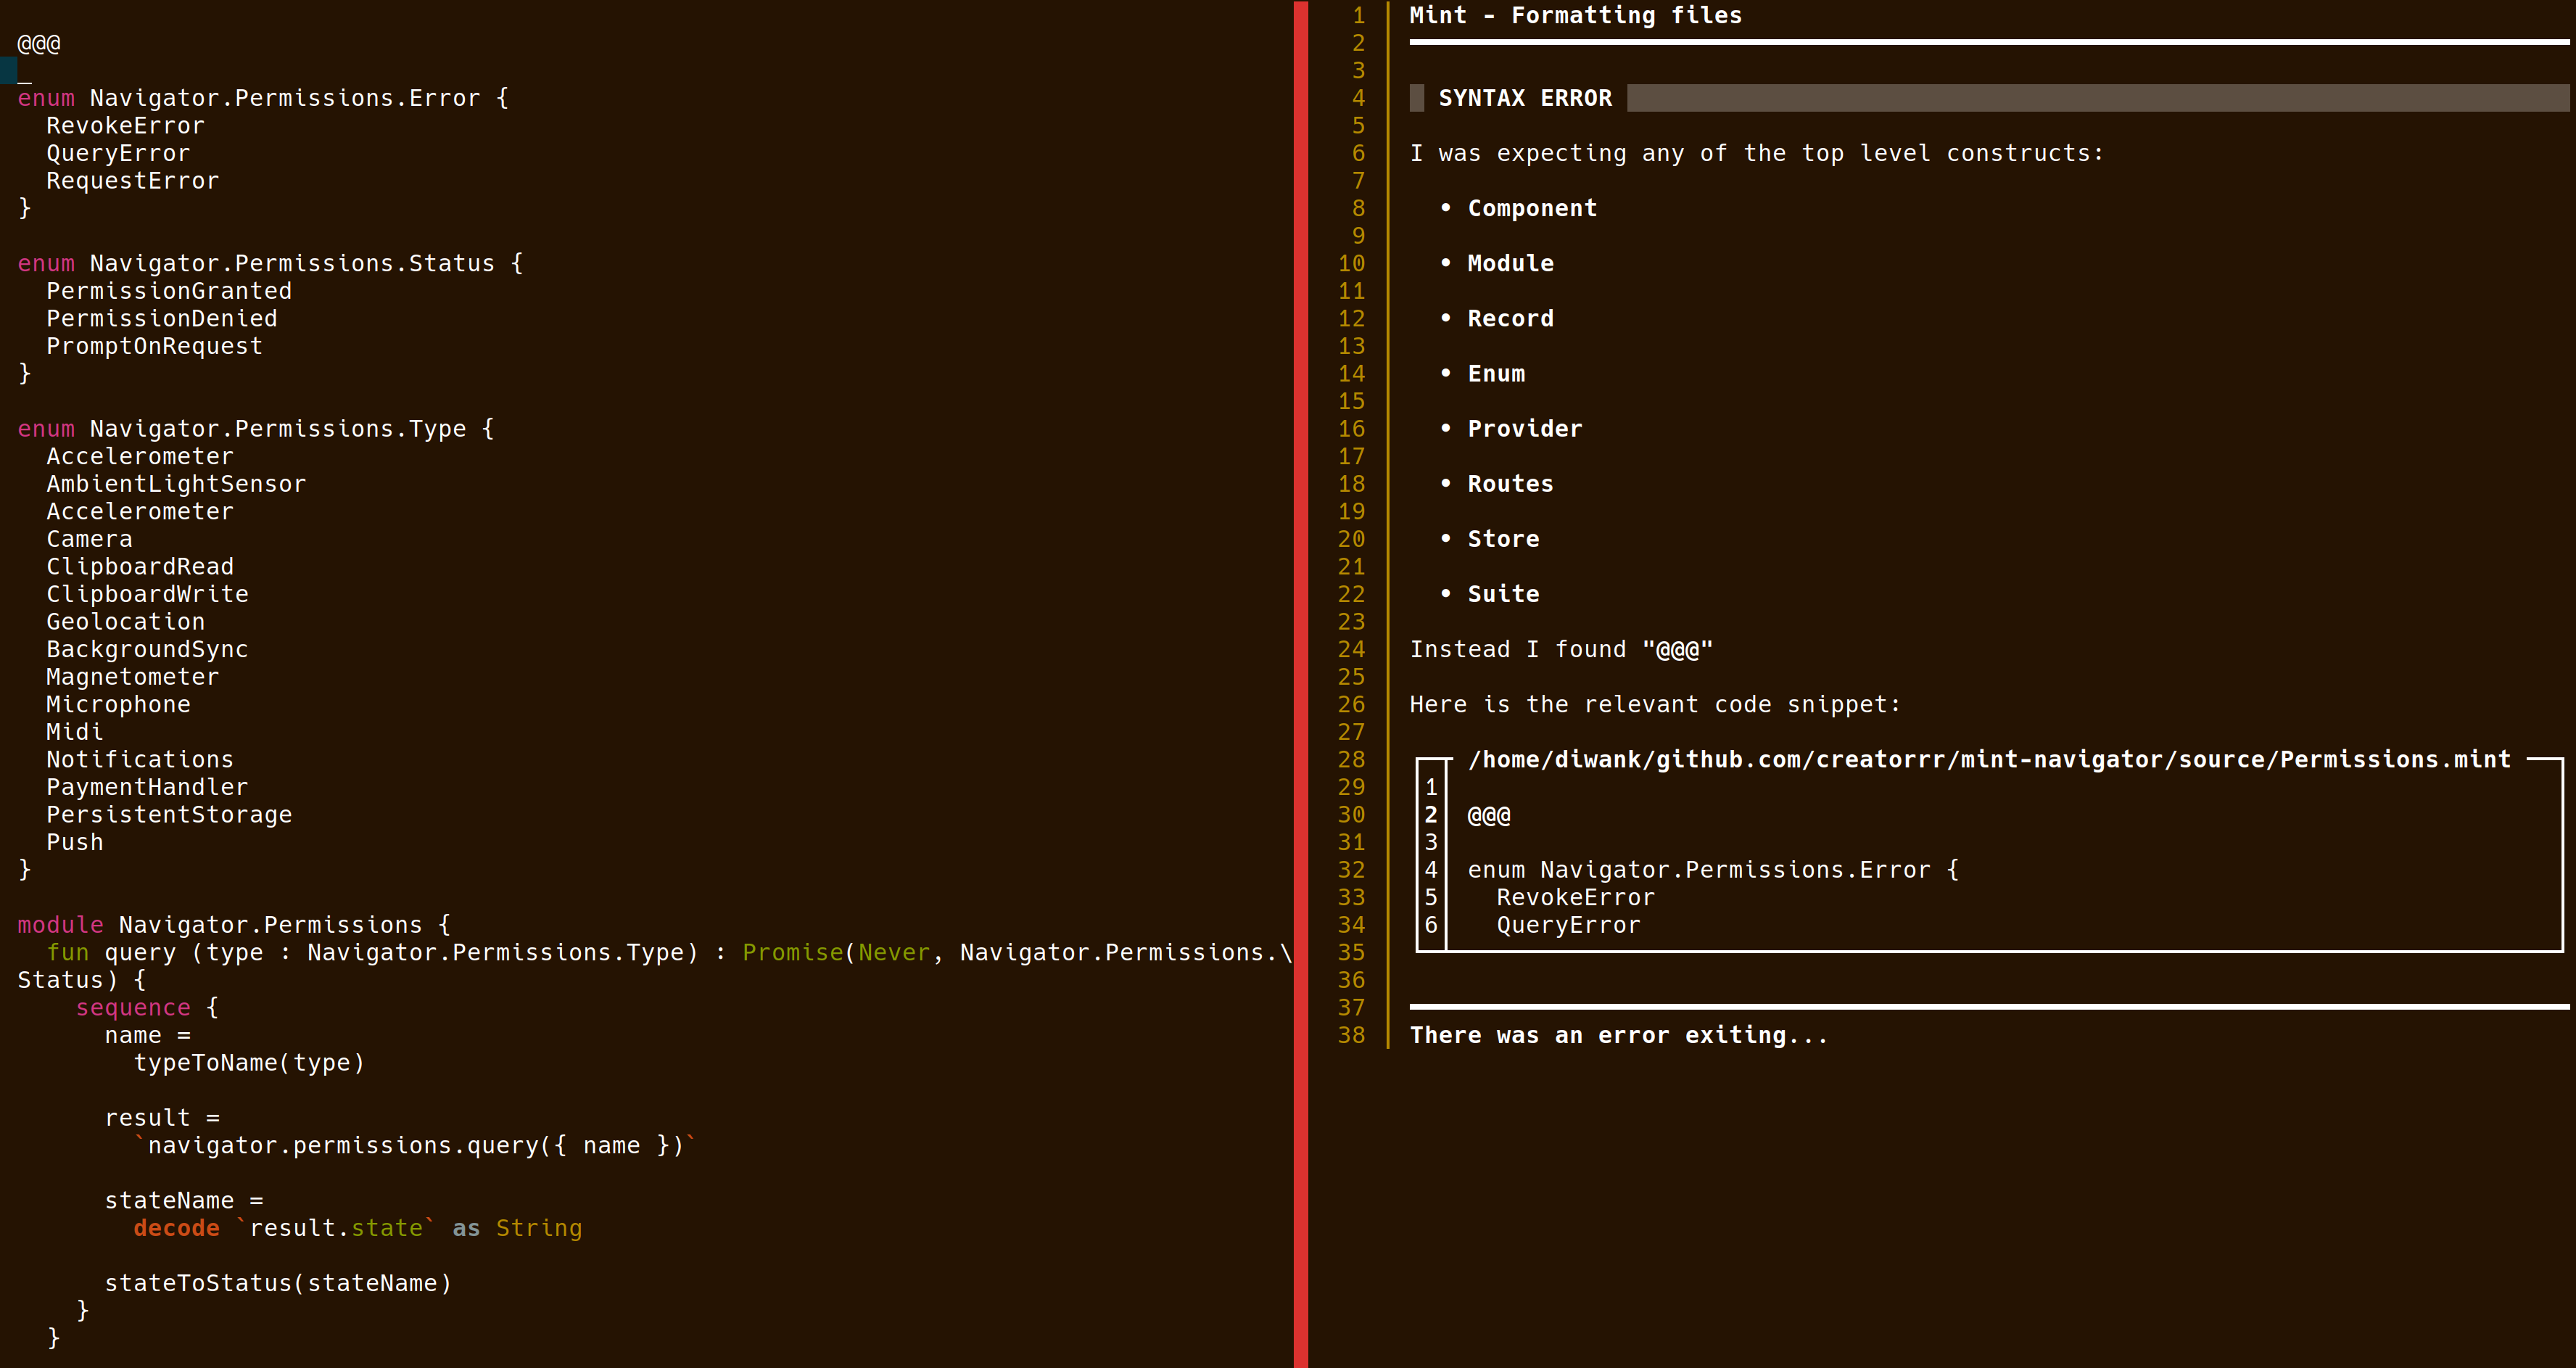 @@@
_
enum Navigator.Permissions.Error {
  RevokeError
  QueryError
  RequestError
}

enum Navigator.Permissions.Status {
  PermissionGranted
  PermissionDenied
  PromptOnRequest
}

enum Navigator.Permissions.Type {
  Accelerometer
  AmbientLightSensor
  Accelerometer
  Camera
  ClipboardRead
  ClipboardWrite
  Geolocation
  BackgroundSync
  Magnetometer
  Microphone
  Midi
  Notifications
  PaymentHandler
  PersistentStorage
  Push
}

module Navigator.Permissions {
  fun query (type : Navigator.Permissions.Type) : Promise(Never, Navigator.Permissions.\
Status) {
    sequence {
      name =
        typeToName(type)

      result =
        `navigator.permissions.query({ name })`

      stateName =
        decode `result.state` as String

      stateToStatus(stateName)
    }
  }
1 Mint - Formatting files
2
3
4 SYNTAX ERROR
5
6 I was expecting any of the top level constructs:
7
8   • Component
9
10   • Module
11
12   • Record
13
14   • Enum
15
16   • Provider
17
18   • Routes
19
20   • Store
21
22   • Suite
23
24 Instead I found "@@@"
25
26 Here is the relevant code snippet:
27
28 /home/diwank/github.com/creatorrr/mint-navigator/source/Permissions.mint
29 1
30 2 @@@
31 3
32 4 enum Navigator.Permissions.Error {
33 5   RevokeError
34 6   QueryError
35
36
37
38 There was an error exiting...